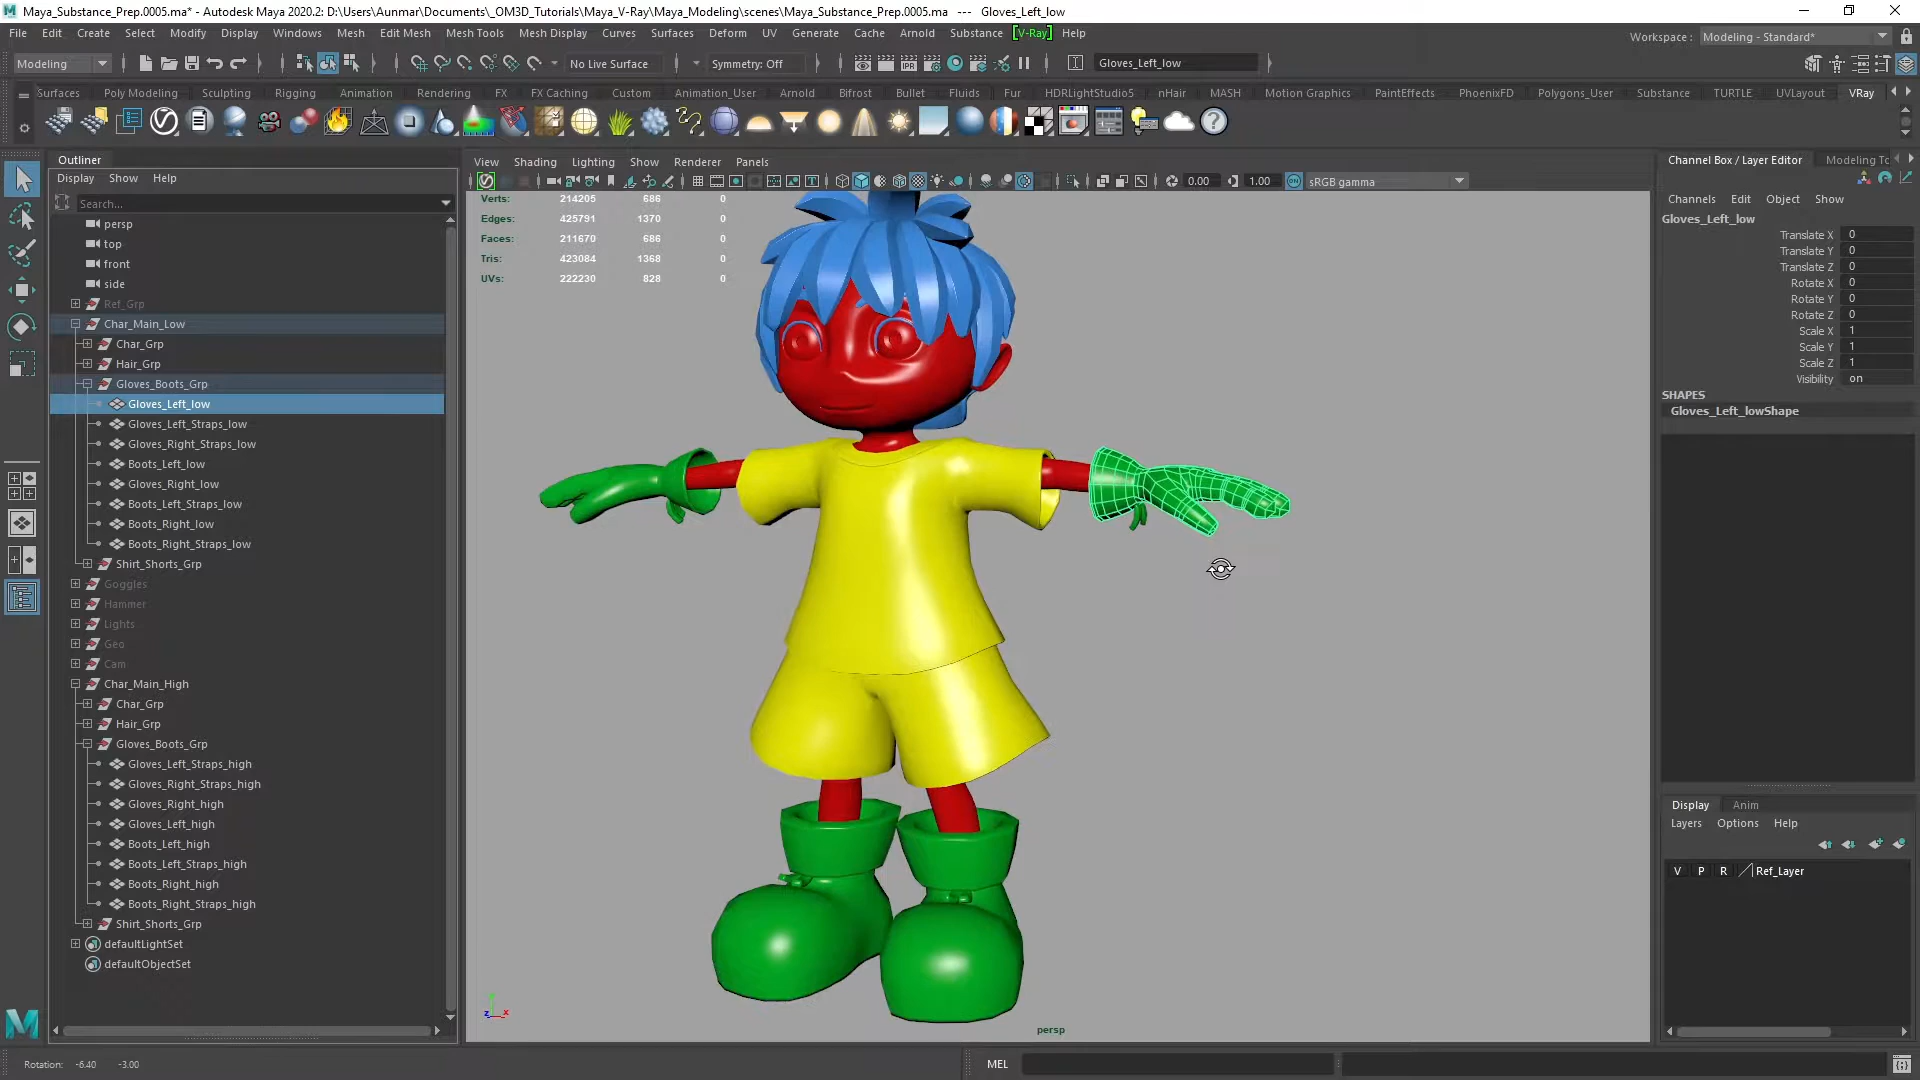 Maya_Substance_Prep.0005.ma* - Autodesk Maya 2020.2: D:\Users\Aunmar\Documents\_OM3D_Tutorials\Maya_V-Ray\Maya_Modeling\scenes\Maya_Substance_Prep.0005.ma --- Gloves_Left_low
File Edit Create Select Modify Display Windows Mesh Edit Mesh Mesh Tools Mesh Display Curves Surfaces Deform UV Generate Cache Arnold Substance [V-Ray] Help
Workspace : Modeling - Standard*
Modeling No Live Surface Symmetry: Off Gloves_Left_low
Surfaces Poly Modeling Sculpting Rigging Animation Rendering FX FX Caching Custom Animation_User Arnold Bifrost Bullet Fluids Fur HDRLightStudio5 nHair MASH Motion Graphics PaintEffects PhoenixFD Polygons_User Substance TURTLE UVLayout VRay
Outliner
Display Show Help
Search...
persp
top
front
side
Ref_Grp
Char_Main_Low
Char_Grp
Hair_Grp
Gloves_Boots_Grp
Gloves_Left_low
Gloves_Left_Straps_low
Gloves_Right_Straps_low
Boots_Left_low
Gloves_Right_low
Boots_Left_Straps_low
Boots_Right_low
Boots_Right_Straps_low
Shirt_Shorts_Grp
Goggles
Hammer
Lights
Geo
Cam
Char_Main_High
Char_Grp
Hair_Grp
Gloves_Boots_Grp
Gloves_Left_Straps_high
Gloves_Right_Straps_high
Gloves_Right_high
Gloves_Left_high
Boots_Left_high
Boots_Left_Straps_high
Boots_Right_high
Boots_Right_Straps_high
Shirt_Shorts_Grp
defaultLightSet
defaultObjectSet
View Shading Lighting Show Renderer Panels
0.00 1.00 ON sRGB gamma
Verts: 214205 686 0
Edges: 425791 1370 0
Faces: 211670 686 0
Tris: 423084 1368 0
UVs: 222230 828 0
z x
persp
Channel Box / Layer Editor Modeling To
Channels Edit Object Show
Gloves_Left_low
Translate X 0
Translate Y 0
Translate Z 0
Rotate X 0
Rotate Y 0
Rotate Z 0
Scale X 1
Scale Y 1
Scale Z 1
Visibility on
SHAPES
Gloves_Left_lowShape
Display Anim
Layers Options Help
V P R Ref_Layer
Rotation: -6.40 -3.00
MEL